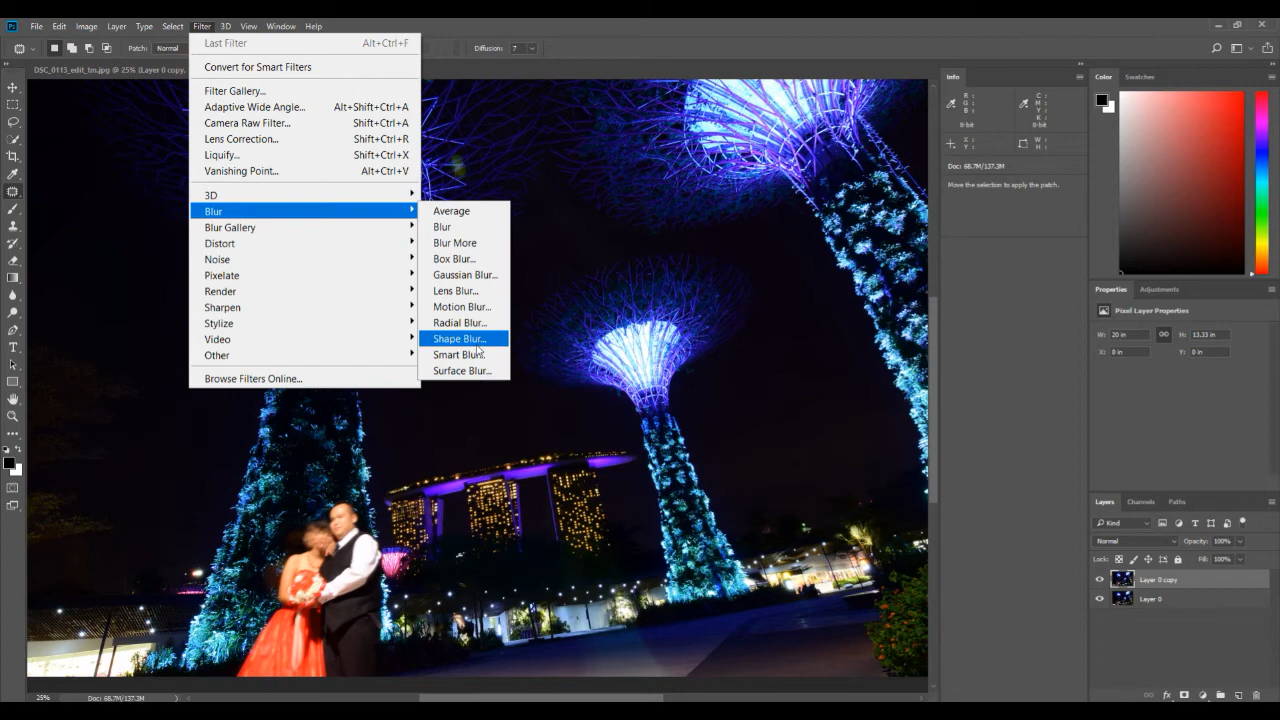 Ps File Edit Image Layer Type Select Filter 3D View Window Help
Patch: Normal Diffusion: 7
DSC_0113_edit_tm.jpg @ 25% (Layer 0 copy,
Last Filter Alt+Ctrl+F
Convert for Smart Filters
Filter Gallery...
Adaptive Wide Angle... Alt+Shift+Ctrl+A
Camera Raw Filter... Shift+Ctrl+A
Lens Correction... Shift+Ctrl+R
Liquify... Shift+Ctrl+X
Vanishing Point... Alt+Ctrl+V
3D
Blur
Blur Gallery
Distort
Noise
Pixelate
Render
Sharpen
Stylize
Video
Other
Browse Filters Online...
Average
Blur
Blur More
Box Blur...
Gaussian Blur...
Lens Blur...
Motion Blur...
Radial Blur...
Shape Blur...
Smart Blur...
Surface Blur...
Info
R: C:
G: M:
B: Y:
K:
8-bit 8-bit
X: W:
Y: H:
Doc: 68.7M/137.3M
Move the selection to apply the patch.
Color Swatches
Properties Adjustments
Pixel Layer Properties
W: 20 in H: 13.33 in
X: 0 in Y: 0 in
Layers Channels Paths
Kind
Normal Opacity: 100%
Lock: Fill: 100%
Layer 0 copy
Layer 0
fx
25% Doc: 68.7M/137.3M